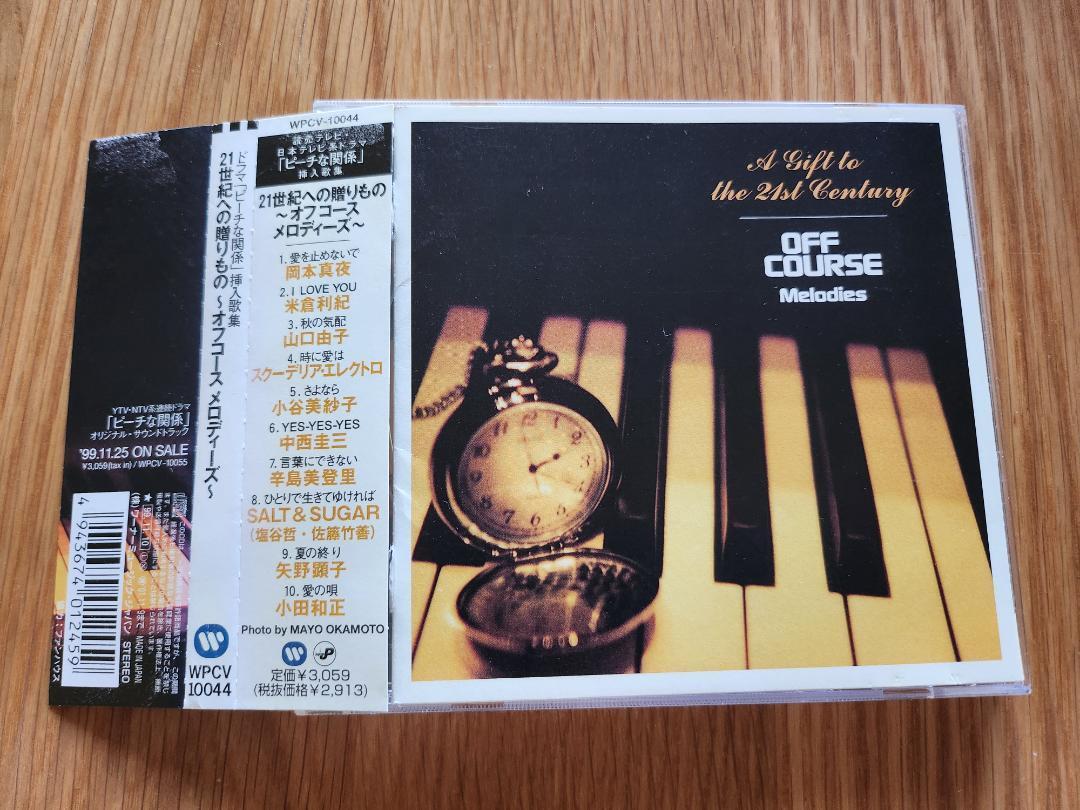 WPCV-10044
読売テレビ・
日本テレビ系ドラマ
「ピーチな関係」
挿入歌集
21世紀への贈りもの
~オフコース
メロディーズ~
1. 愛を止めないで
岡本真夜
2. I LOVE YOU
米倉利紀
3. 秋の気配
山口由子
4. 時に愛は
スクーデリア・エレクトロ
5. さよなら
小谷美紗子
6. YES-YES-YES
中西圭三
7. 言葉にできない
辛島美登里
8. ひとりで生きてゆければ
SALT & SUGAR
(塩谷哲・佐藤竹善)
9. 夏の終り
矢野顕子
10. 愛の唄
小田和正
Photo by MAYO OKAMOTO
定価¥3,059
(税抜価格¥2,913)
ドラマ「ピーチな関係」挿入歌集
21世紀への贈りもの ~オフコース メロディーズ~
WPCV
10044
YTV・NTV系連続ドラマ
「ピーチな関係」
オリジナル・サウンドトラック
'99.11.25 ON SALE
¥3,059(tax in) / WPCV-10055
4 943674 012459
MADE IN JAPAN
STEREO
A Gift to
the 21st Century
OFF
COURSE
Melodies